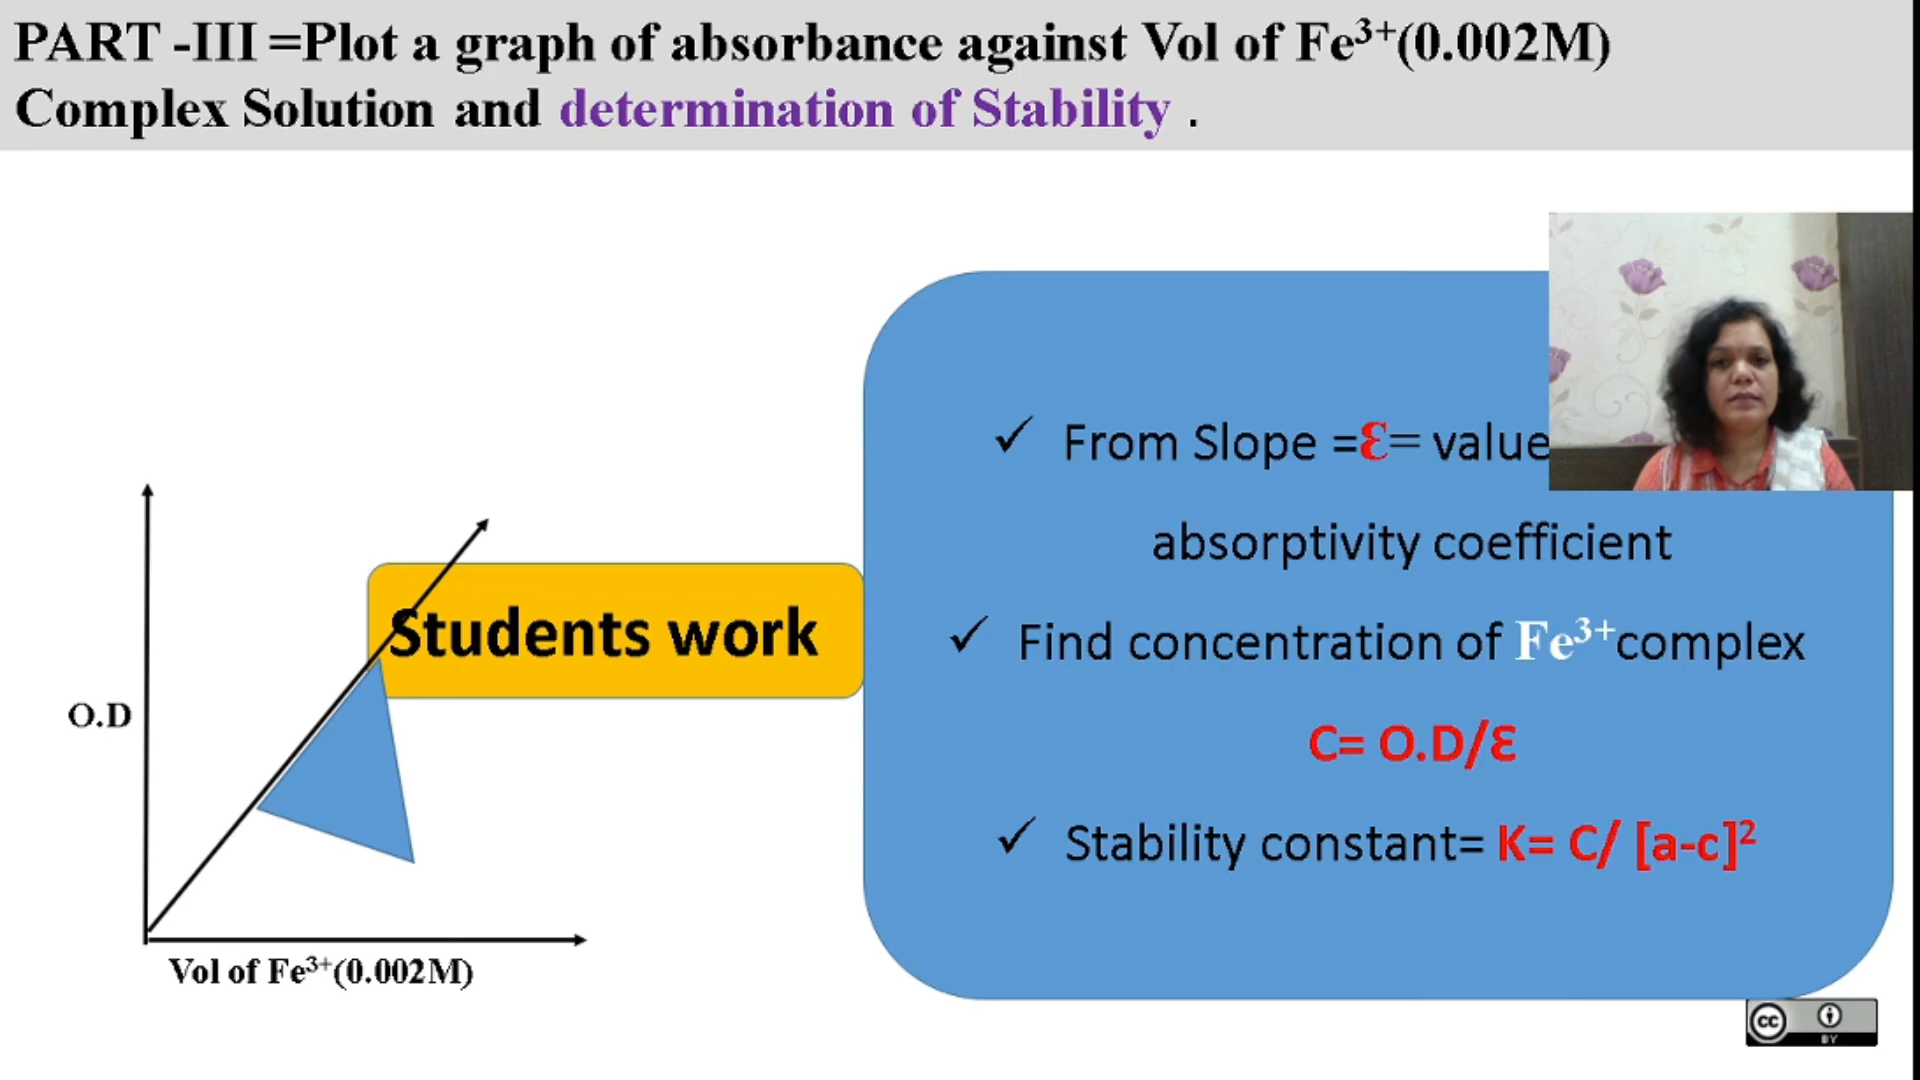 PART -III =Plot a graph of absorbance against Vol of Fe³⁺(0.002M)
Complex Solution and determination of Stability .
✓ From Slope =Ɛ= value
absorptivity coefficient
✓ Find concentration of Fe³⁺complex
C= O.D/Ɛ
✓ Stability constant= K= C/ [a-c]²
Students work
O.D
Vol of Fe³⁺(0.002M)
cc
BY